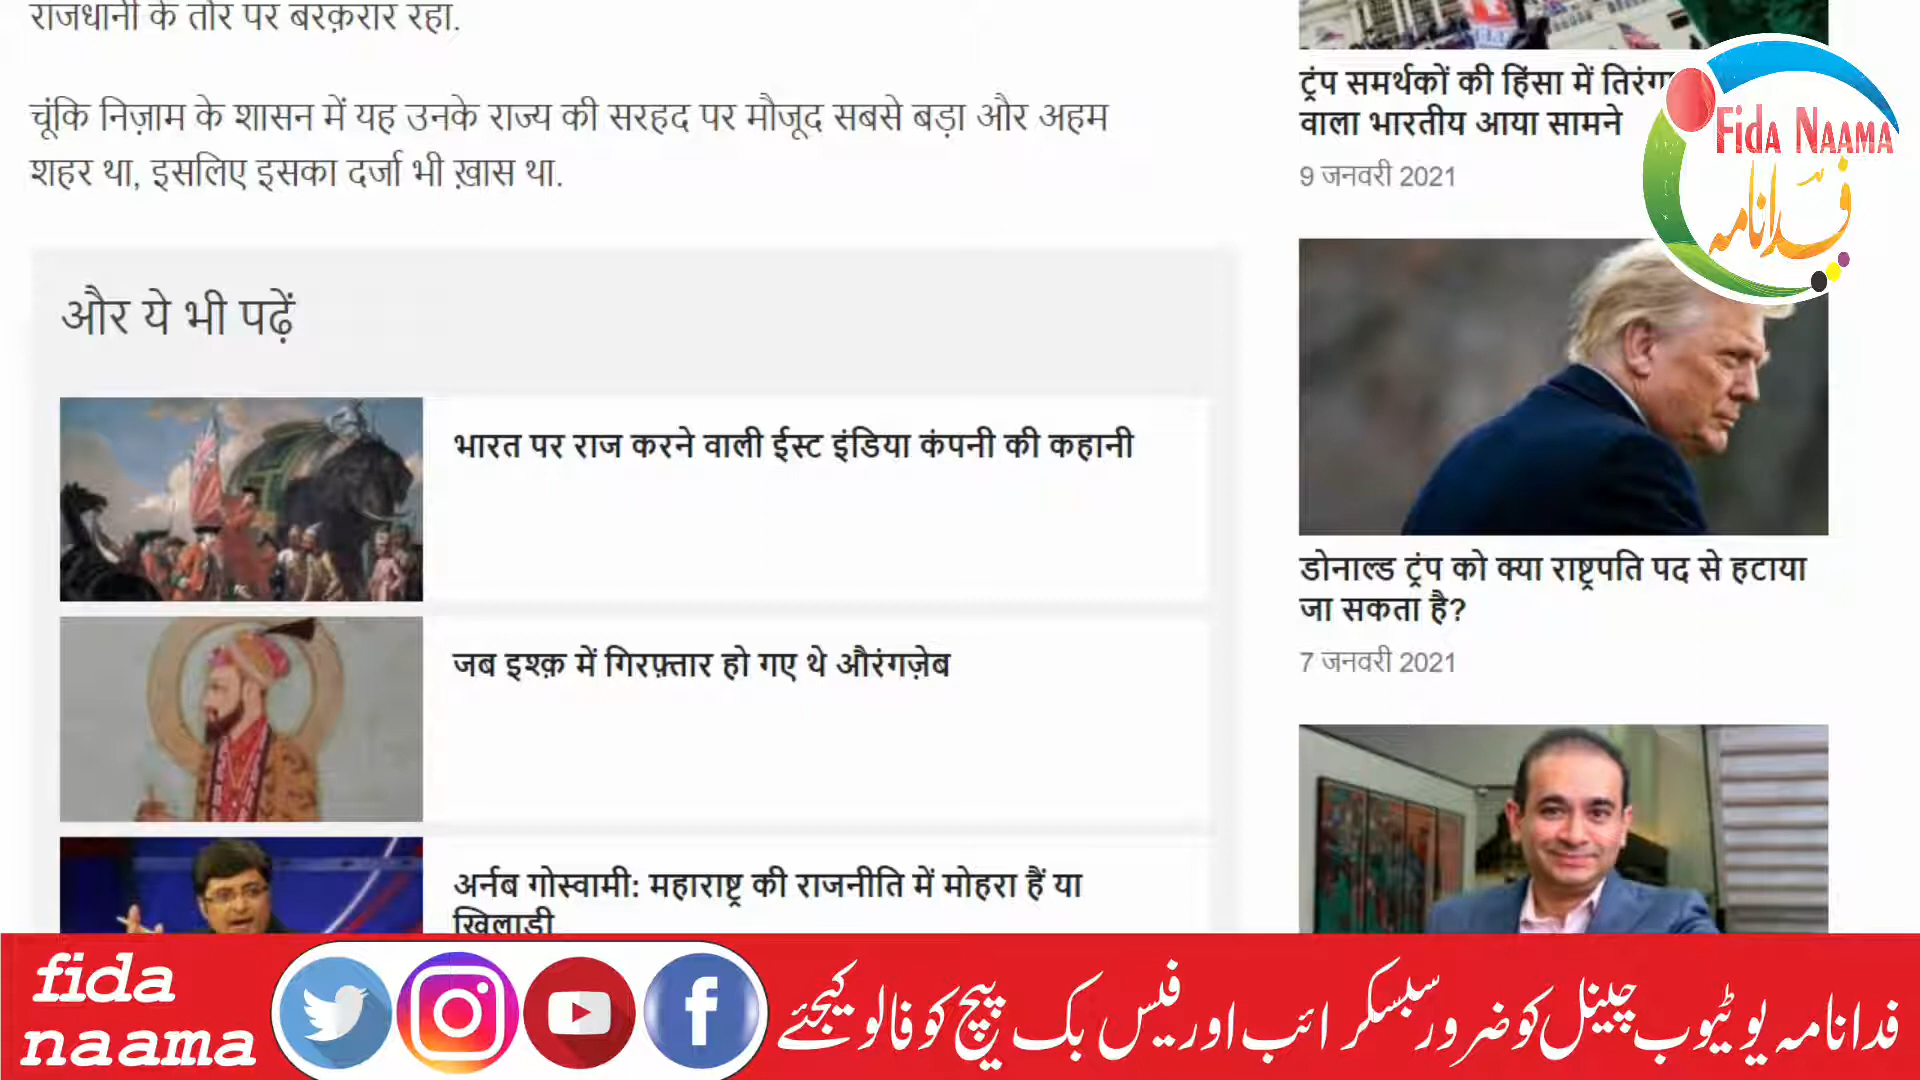 राजधानी के तौर पर बरक़रार रहा.
चूंकि निज़ाम के शासन में यह उनके राज्य की सरहद पर मौजूद सबसे बड़ा और अहम
शहर था, इसलिए इसका दर्जा भी ख़ास था.
और ये भी पढ़ें
भारत पर राज करने वाली ईस्ट इंडिया कंपनी की कहानी
जब इश्क़ में गिरफ़्तार हो गए थे औरंगज़ेब
अर्नब गोस्वामी: महाराष्ट्र की राजनीति में मोहरा हैं या
खिलाड़ी
ट्रंप समर्थकों की हिंसा में
वाला भारतीय आया सामने
9 जनवरी 2021
डोनाल्ड ट्रंप को क्या राष्ट्रपति पद से हटाया
जा सकता है?
7 जनवरी 2021
Fida Naama
فدانامہ
fida
naama
فدانامہ یوٹیوب چینل کو ضرور سبسکرائب اور فیس بک پیج کو فالو کیجئے